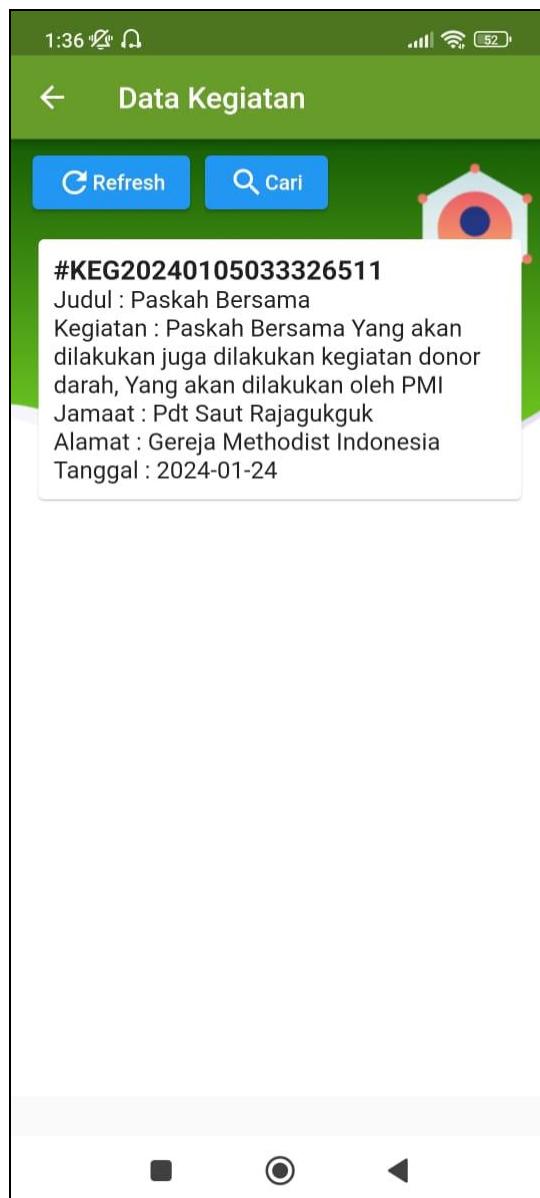 1:36 52
Data Kegiatan
Refresh Cari
#KEG20240105033326511
Judul : Paskah Bersama
Kegiatan : Paskah Bersama Yang akan
dilakukan juga dilakukan kegiatan donor
darah, Yang akan dilakukan oleh PMI
Jamaat : Pdt Saut Rajagukguk
Alamat : Gereja Methodist Indonesia
Tanggal : 2024-01-24